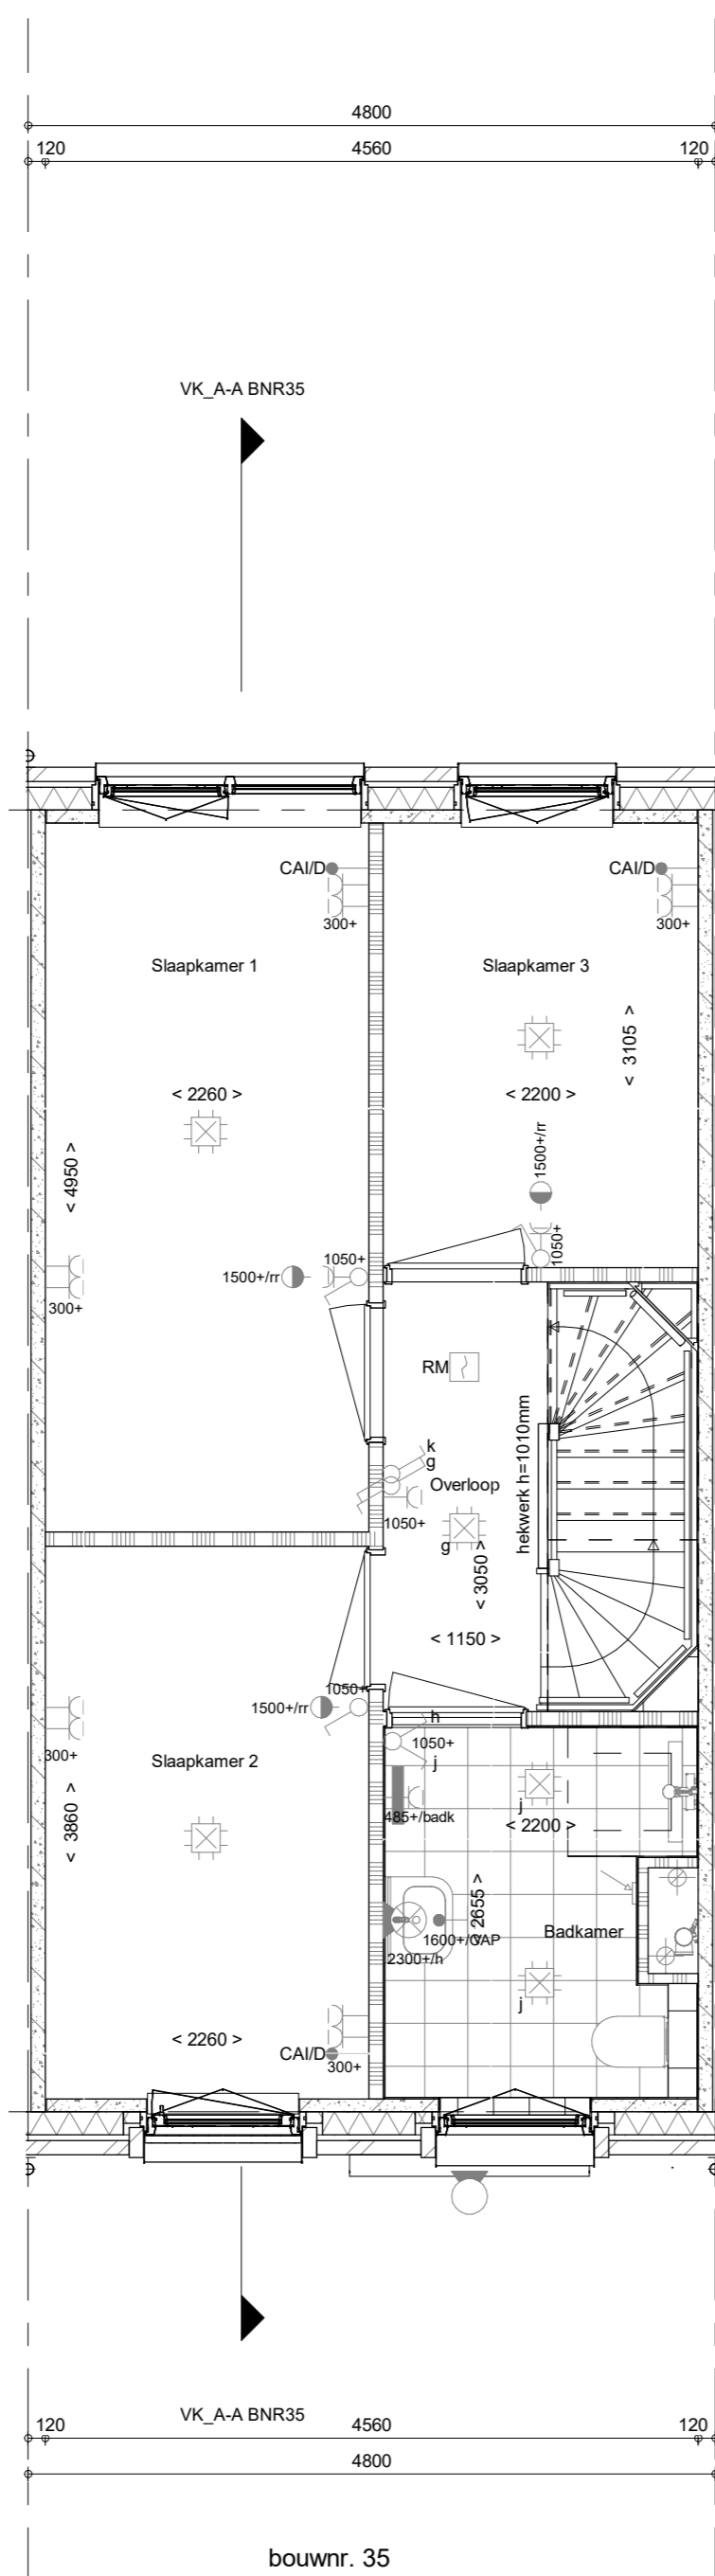 4800
120 4560 120
VK_A-A BNR35
CAI/D
300+
CAI/D
300+
Slaapkamer 1
Slaapkamer 3
< 3105 >
< 2260 >
< 2200 >
< 4950 >
1500+/rr
1050+
1050+
1500+/rr
300+
RM
hekwerk h=1010mm
k
g
Overloop
1050+
g
< 3050 >
< 1150 >
1050+
1500+/rr
h
1050+
j
300+
Slaapkamer 2
j
485+/badk
< 2200 >
< 3860 >
< 2655 >
Badkamer
1600+/OAP
2300+/h
j
< 2260 >
CAI/D
300+
VK_A-A BNR35
120 4560 120
4800
bouwnr. 35